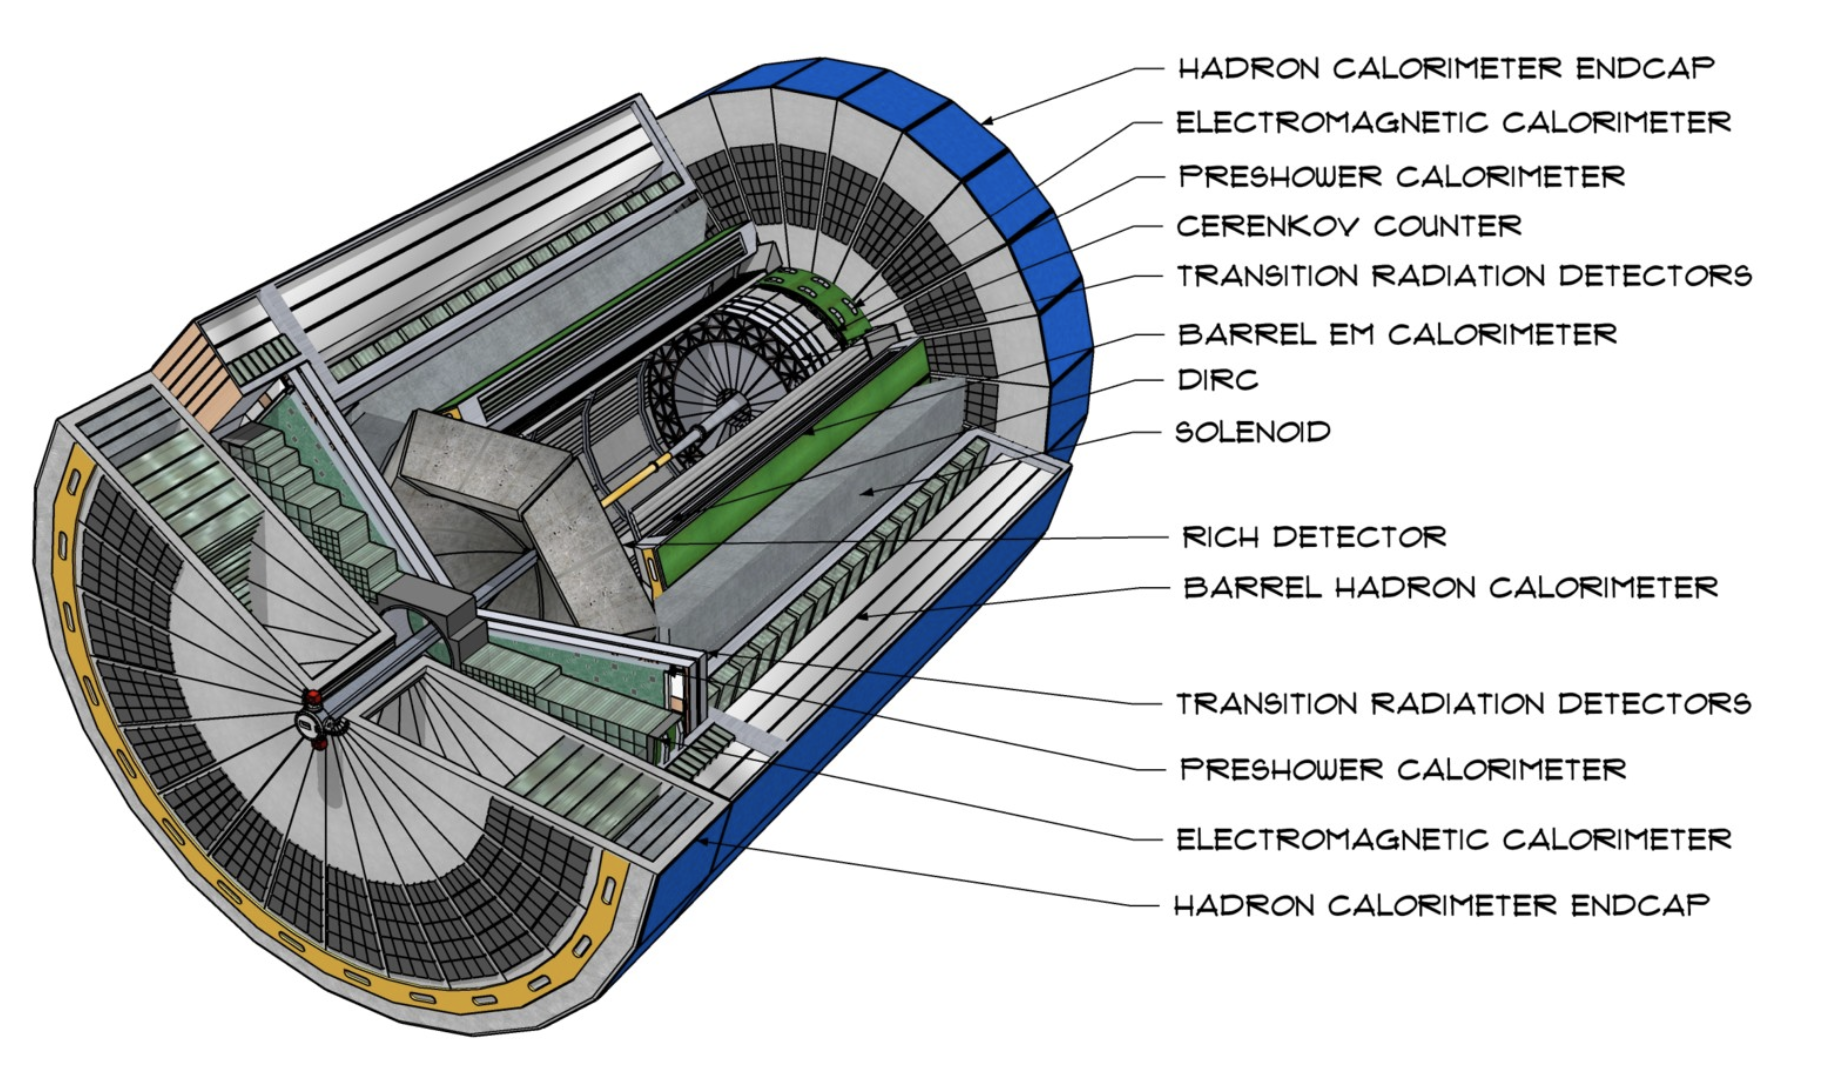 HADRON CALORIMETER ENDCAP
ELECTROMAGNETIC CALORIMETER
PRESHOWER CALORIMETER
CERENKOV COUNTER
TRANSITION RADIATION DETECTORS
BARREL EM CALORIMETER
DIRC
SOLENOID
RICH DETECTOR
BARREL HADRON CALORIMETER
TRANSITION RADIATION DETECTORS
PRESHOWER CALORIMETER
ELECTROMAGNETIC CALORIMETER
HADRON CALORIMETER ENDCAP